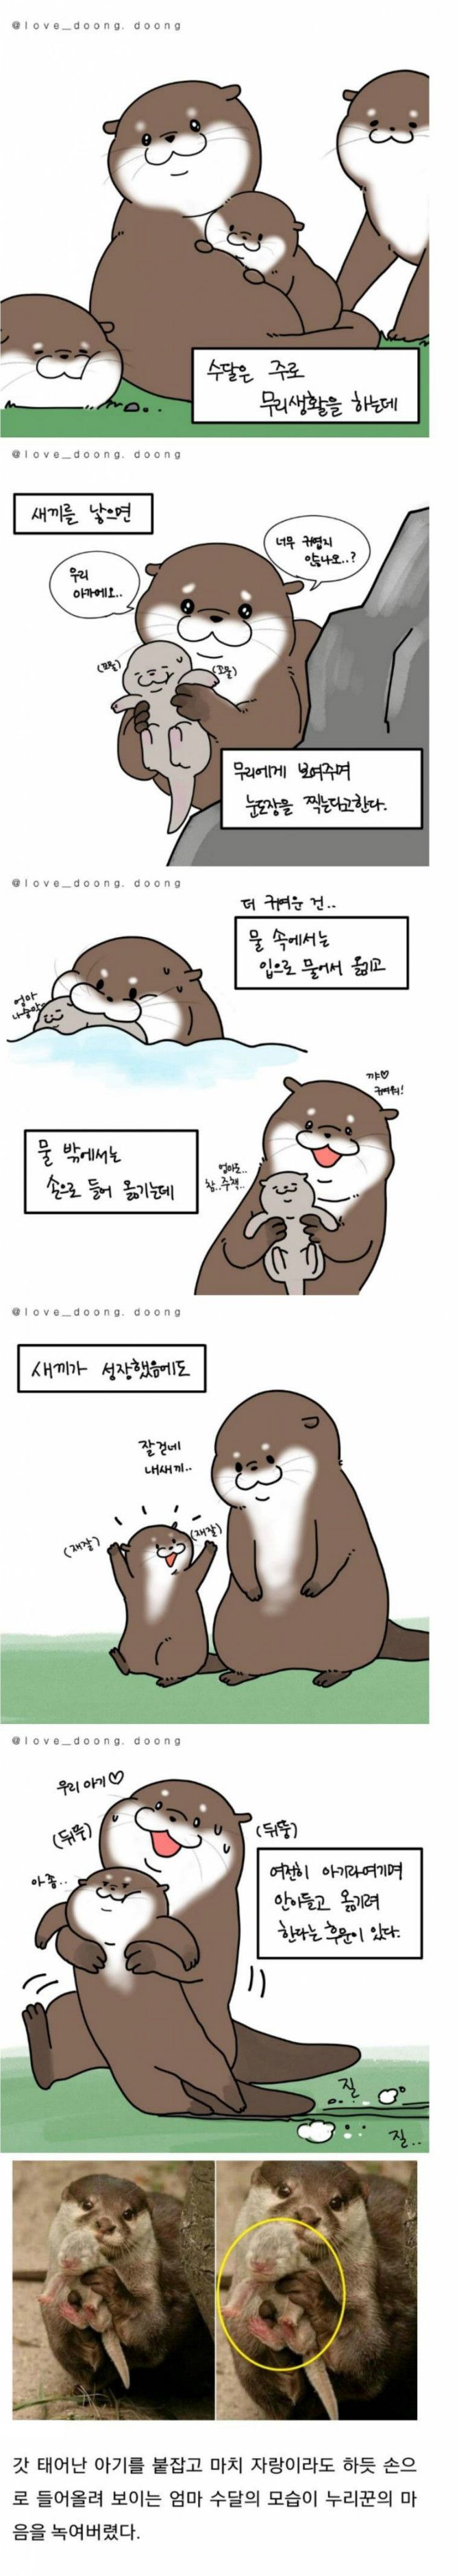 @love_doong. doong
수달은 주로
무리생활을 하는데
@love_doong. doong
새끼를 낳으면
너무 귀엽지
않나요..?
우리
아가에요..
(꼬물)
(꼬물)
무리에게 보여주며
눈도장을 찍는다고한다.
@love_doong. doong
더 귀여운 건..
물 속에서는
입으로 물어서 옮기고
엄마
나 숨막
꺄♡
귀여워!
물 밖에서는
손으로 들어 옮기는데
엄마도..
참..주책..
@love_doong. doong
새끼가 성장했음에도
잘 걷네
내새끼..
(재잘)
(재잘)
@love_doong. doong
우리 아기♡
(뒤뚱)
(뒤뚱)
아 좀..
여전히 아기라여기며
안아들고 옮기려
한다는 후문이 있다.
질
질..
갓 태어난 아기를 붙잡고 마치 자랑이라도 하듯 손으
로 들어올려 보이는 엄마 수달의 모습이 누리꾼의 마
음을 녹여버렸다.